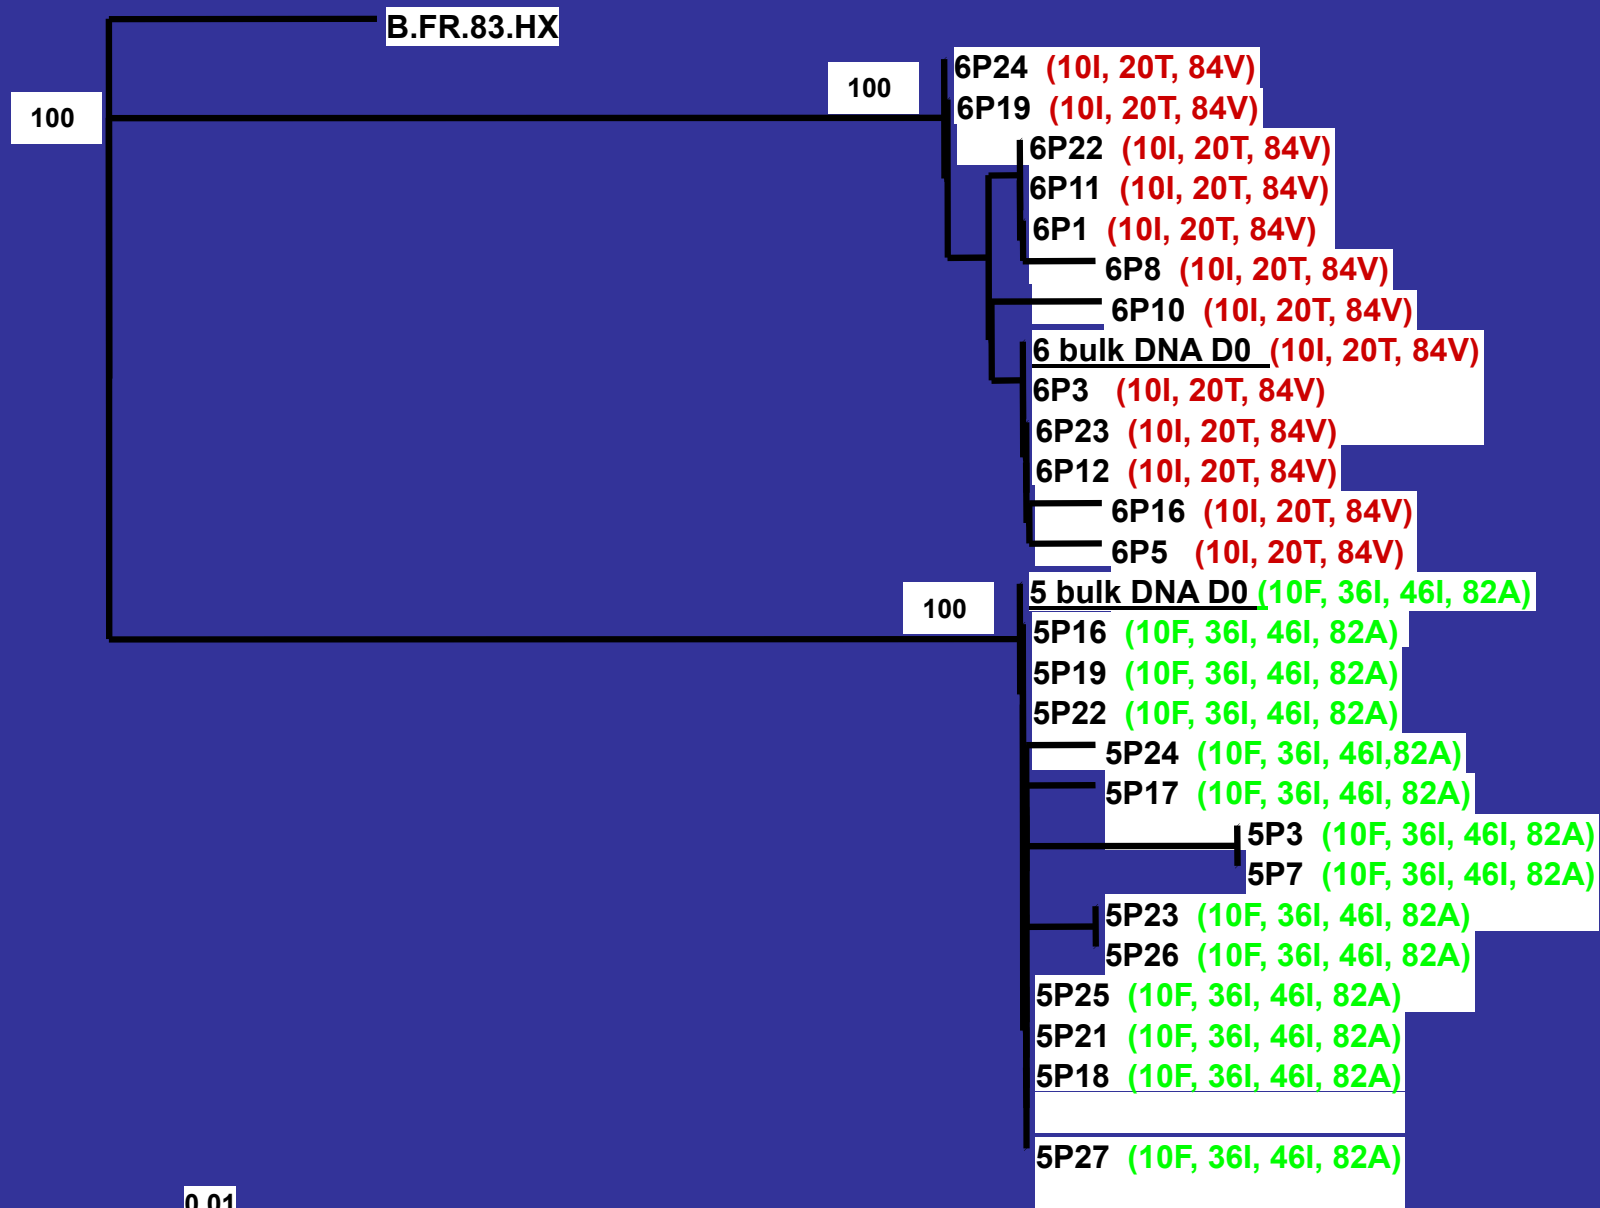 B.FR.83.HX
100
6P24 (10I, 20T, 84V)
100
6P19 (10I, 20T, 84V)
100
6P22 (10I, 20T, 84V)
6P11 (10I, 20T, 84V)
6P1 (10I, 20T, 84V)
6P8 (10I, 20T, 84V)
6P10 (10I, 20T, 84V)
6 bulk DNA D0 (10I, 20T, 84V)
6P3 (10I, 20T, 84V)
6P23 (10I, 20T, 84V)
6P12 (10I, 20T, 84V)
6P16 (10I, 20T, 84V)
6P5 (10I, 20T, 84V)
5 bulk DNA D0 (10F, 36I, 46I, 82A)
5P16 (10F, 36I, 46I, 82A)
5P19 (10F, 36I, 46I, 82A)
5P22 (10F, 36I, 46I, 82A)
5P24 (10F, 36I, 46I,82A)
5P17 (10F, 36I, 46I, 82A)
5P3 (10F, 36I, 46I, 82A)
5P7 (10F, 36I, 46I, 82A)
5P23 (10F, 36I, 46I, 82A)
5P26 (10F, 36I, 46I, 82A)
5P25 (10F, 36I, 46I, 82A)
5P21 (10F, 36I, 46I, 82A)
5P18 (10F, 36I, 46I, 82A)
5P27 (10F, 36I, 46I, 82A)
0.01